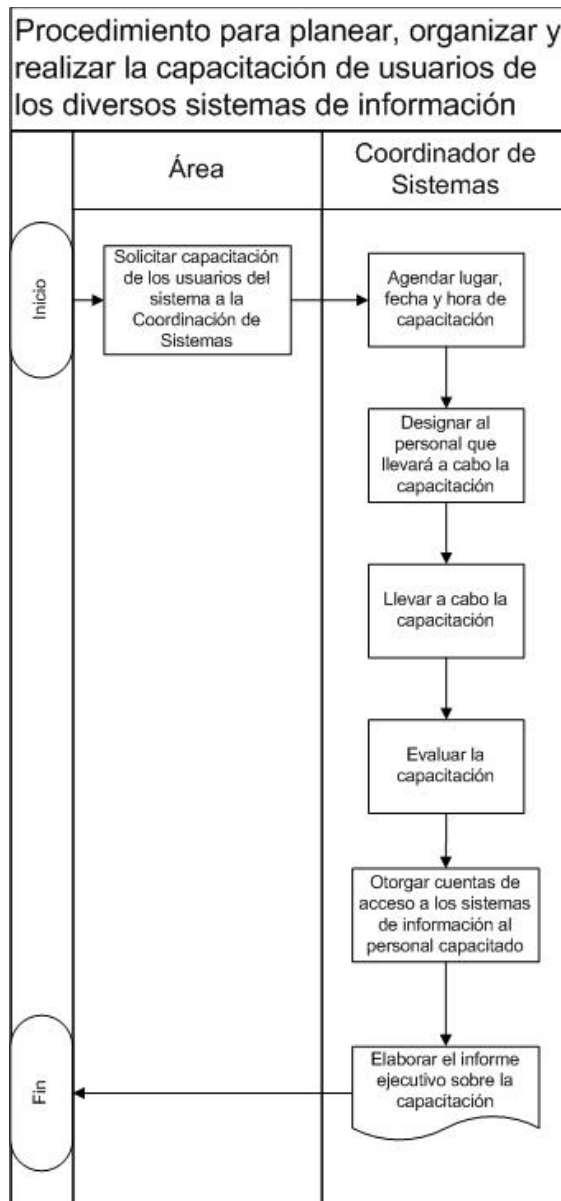 Procedimiento para planear, organizar y
realizar la capacitación de usuarios de
los diversos sistemas de información
Área
Coordinador de
Sistemas
Inicio
Solicitar capacitación
de los usuarios del
sistema a la
Coordinación de
Sistemas
Agendar lugar,
fecha y hora de
capacitación
Designar al
personal que
llevará a cabo la
capacitación
Llevar a cabo la
capacitación
Evaluar la
capacitación
Otorgar cuentas de
acceso a los sistemas
de información al
personal capacitado
Elaborar el informe
ejecutivo sobre la
capacitación
Fin